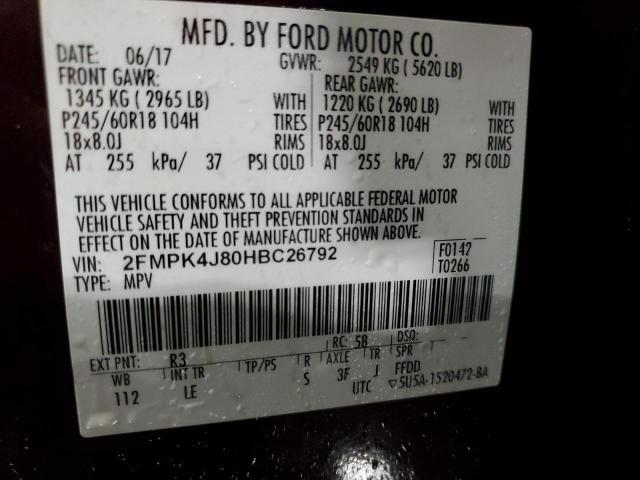 MFD. BY FORD MOTOR CO.
DATE: 06/17 GVWR: 2549 KG ( 5620 LB)
FRONT GAWR: REAR GAWR:
1345 KG ( 2965 LB) WITH 1220 KG ( 2690 LB) WITH
P245/60R18 104H TIRES P245/60R18 104H TIRES
18x8.0J RIMS 18x8.0J RIMS
AT 255 kPa/ 37 PSI COLD AT 255 kPa/ 37 PSI COLD
THIS VEHICLE CONFORMS TO ALL APPLICABLE FEDERAL MOTOR
VEHICLE SAFETY AND THEFT PREVENTION STANDARDS IN
EFFECT ON THE DATE OF MANUFACTURE SHOWN ABOVE.
VIN: 2FMPK4J80HBC26792 F0142
TYPE: MPV T0266
EXT PNT: R3 RC: 58 DSO:
WB INT TR TP/PS R AXLE TR SPR
112 LE S 3F J FFDD
UTC ▽5U5A-1520472-BA